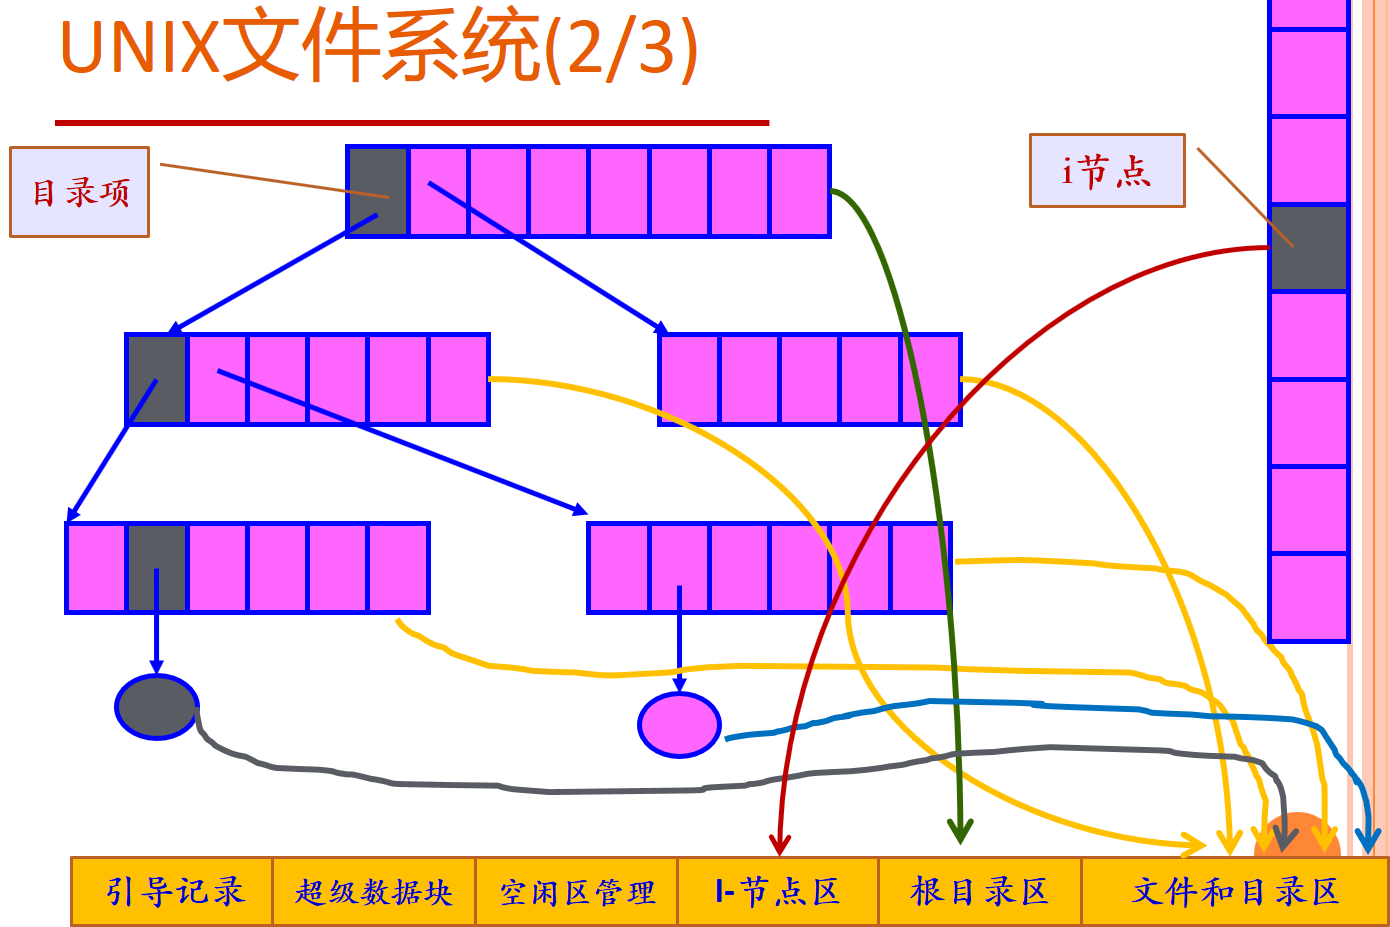 UNIX文件系统(2/3)
目录项
i节点
引导记录
超级数据块
空闲区管理
I-节点区
根目录区
文件和目录区